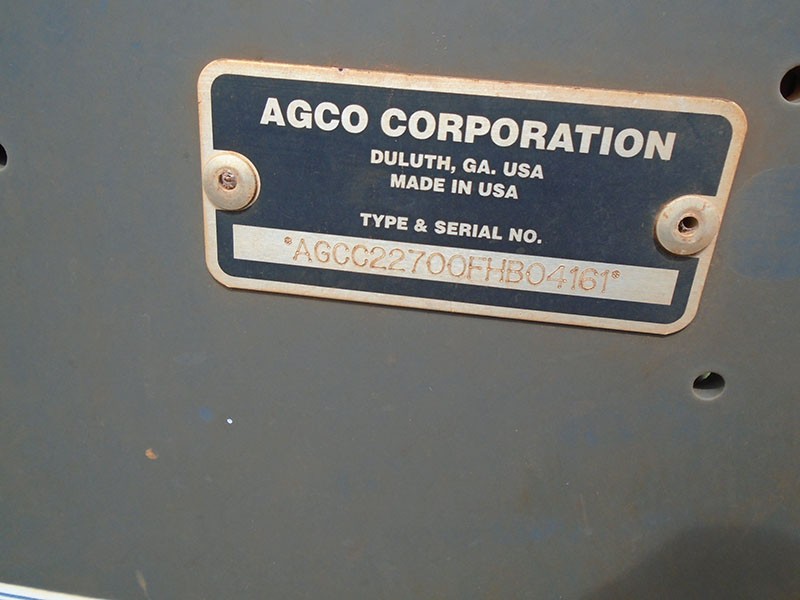 AGCO CORPORATION
DULUTH, GA. USA
MADE IN USA
TYPE & SERIAL NO.
*AGCC22700FHB04161*